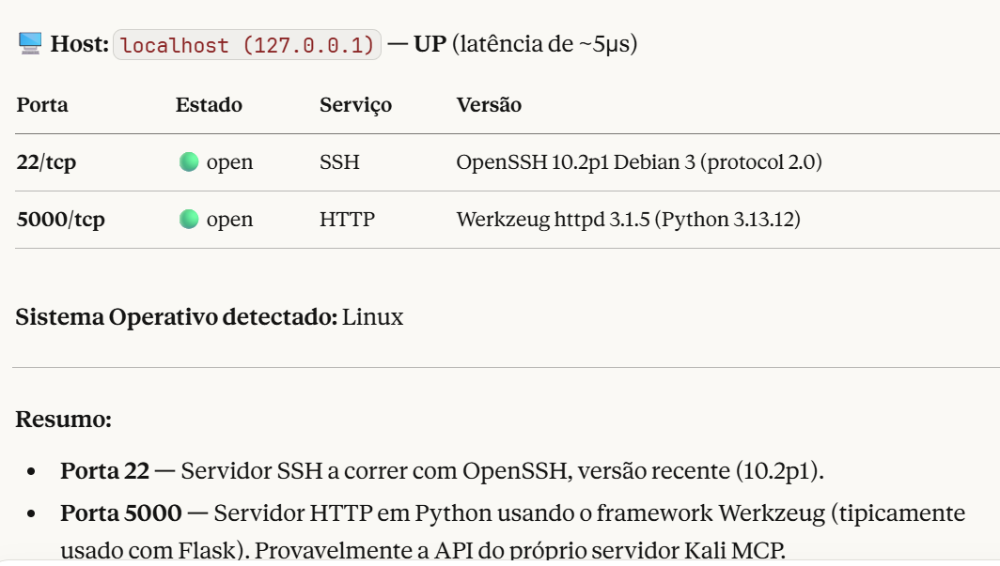 Host: localhost (127.0.0.1) — UP (latência de ~5µs)
Porta Estado Serviço Versão
22/tcp open SSH OpenSSH 10.2p1 Debian 3 (protocol 2.0)
5000/tcp open HTTP Werkzeug httpd 3.1.5 (Python 3.13.12)
Sistema Operativo detectado: Linux
Resumo:
• Porta 22 — Servidor SSH a correr com OpenSSH, versão recente (10.2p1).
• Porta 5000 — Servidor HTTP em Python usando o framework Werkzeug (tipicamente
usado com Flask). Provavelmente a API do próprio servidor Kali MCP.